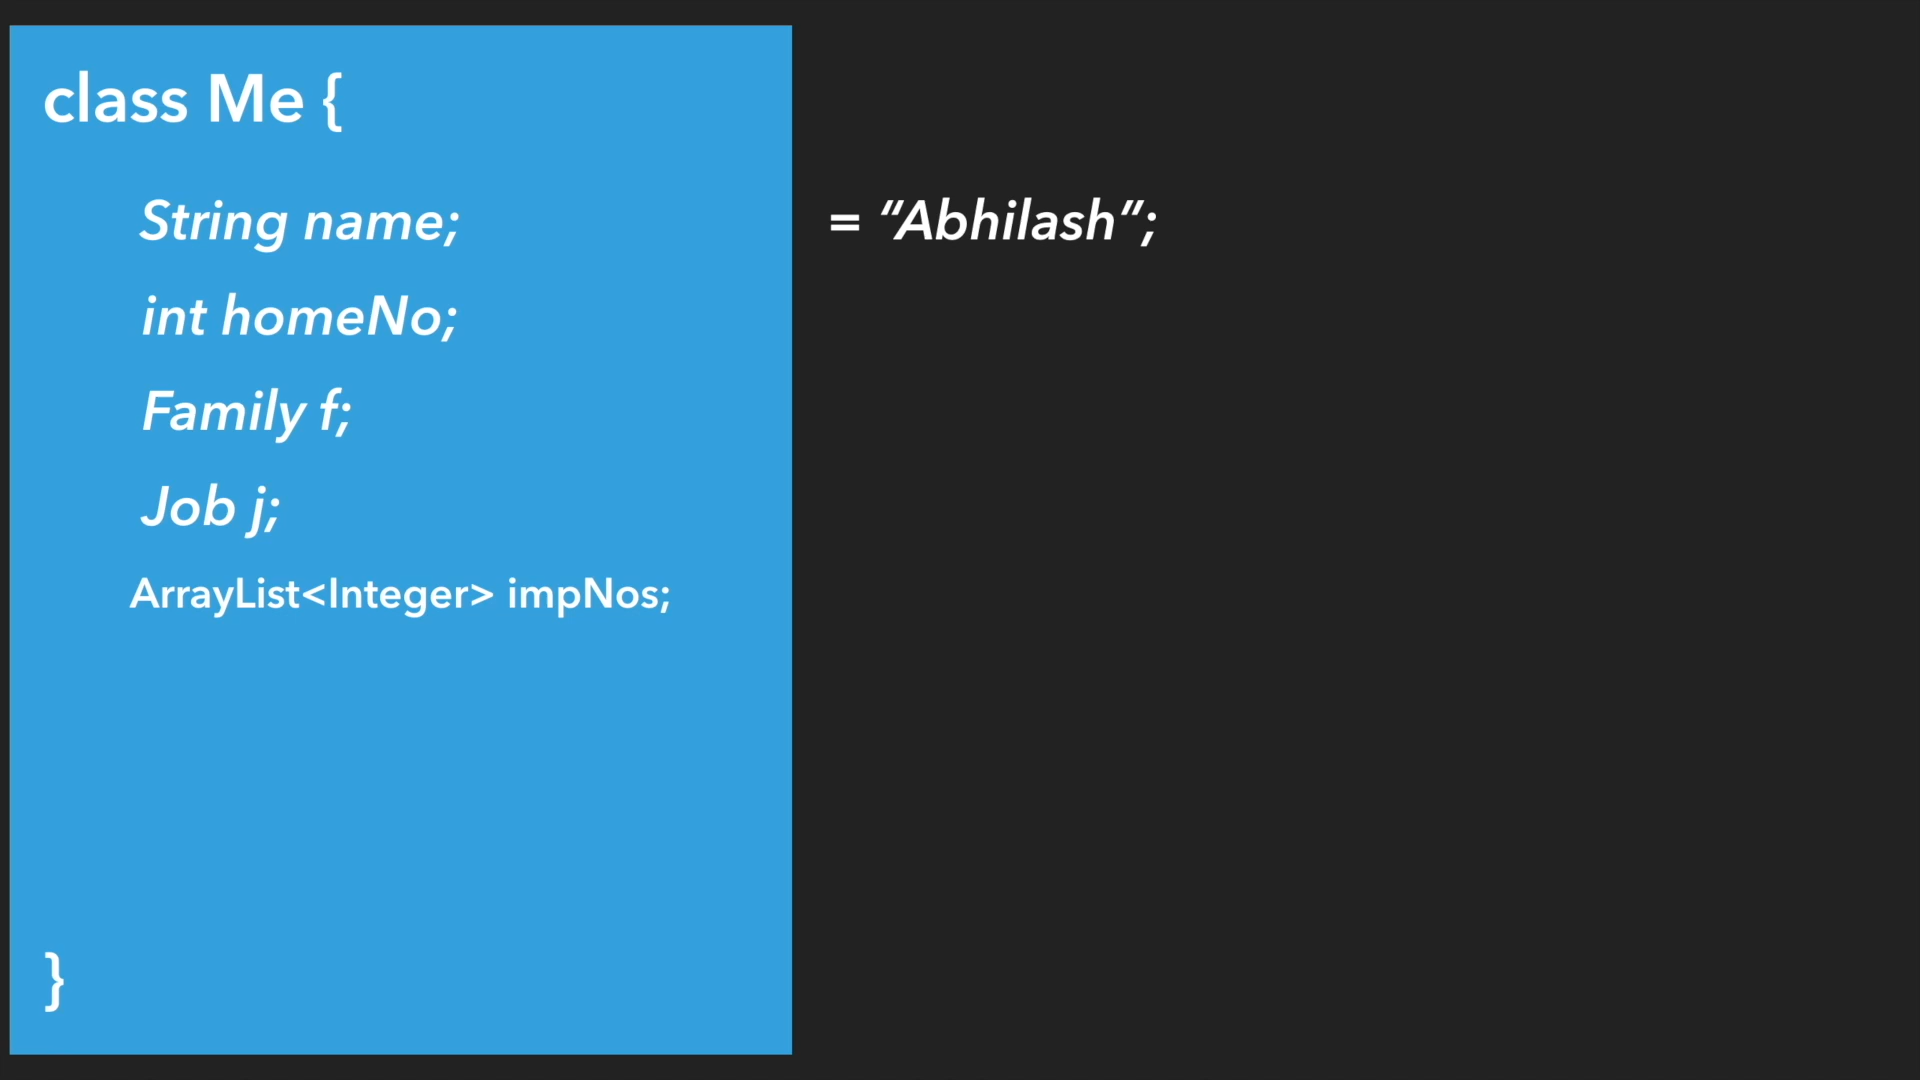 class Me {
String name; = “Abhilash”;
int homeNo;
Family f;
Job j;
ArrayList<Integer> impNos;
}